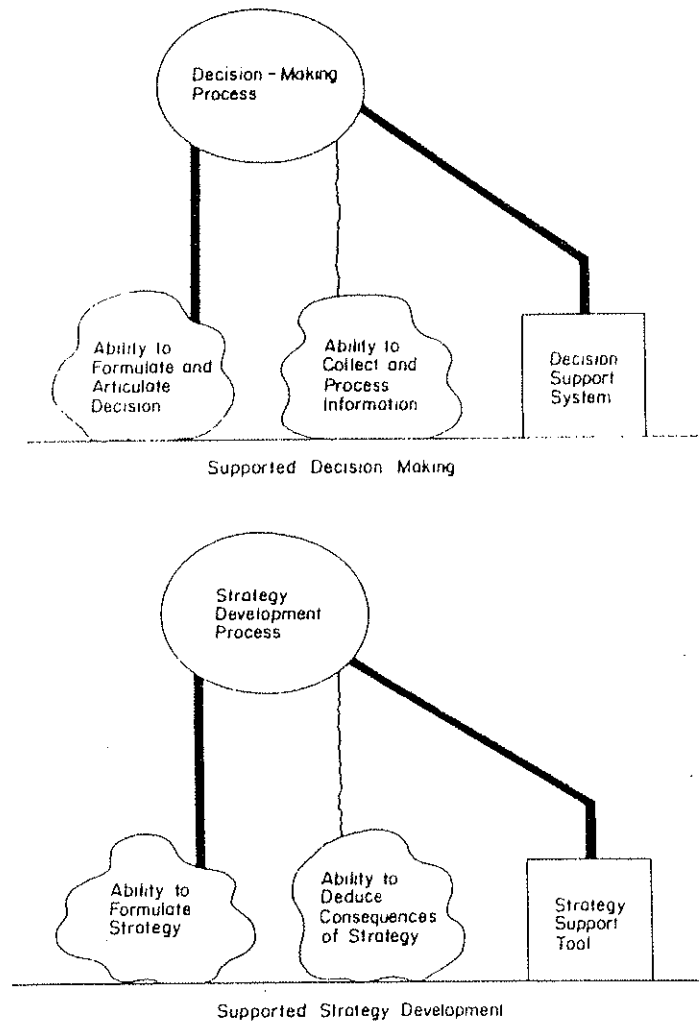 Decision - Making
Process
Ability to
Formulate and
Articulate
Decision
Ability to
Collect and
Process
Information
Decision
Support
System
Supported Decision Making
Strategy
Development
Process
Ability to
Formulate
Strategy
Ability to
Deduce
Consequences
of Strategy
Strategy
Support
Tool
Supported Strategy Development